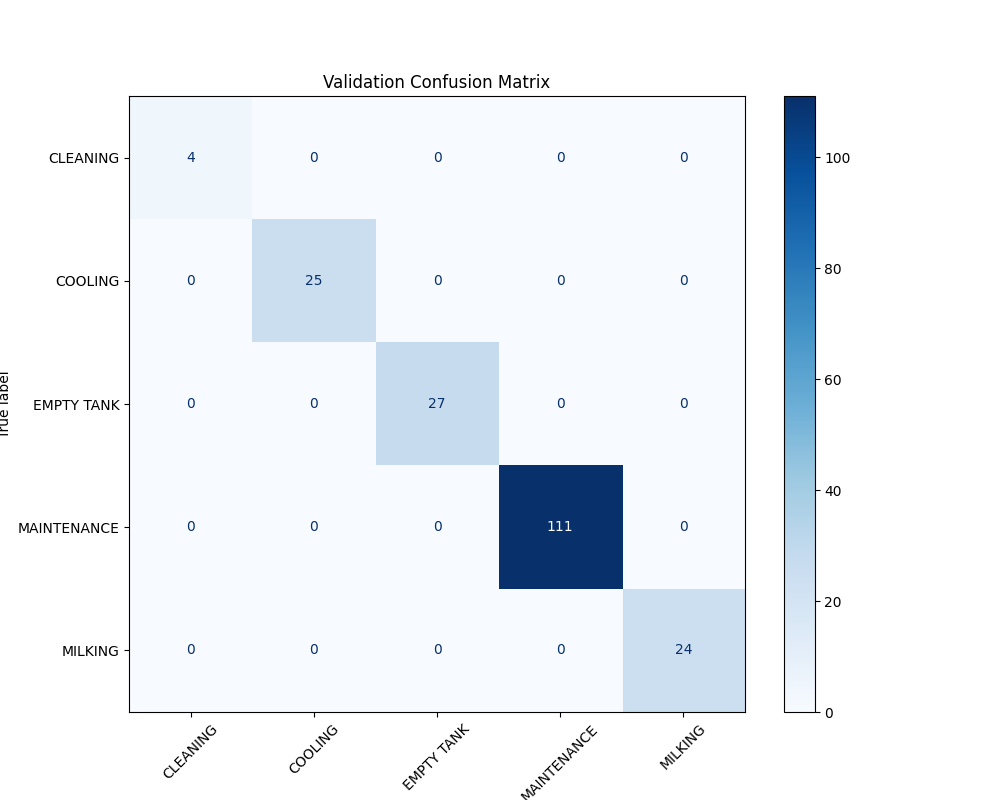 Validation Confusion Matrix
CLEANING 4 0 0 0 0
COOLING 0 25 0 0 0
EMPTY TANK 0 0 27 0 0
MAINTENANCE 0 0 0 111 0
MILKING 0 0 0 0 24
True label
CLEANING COOLING EMPTY TANK MAINTENANCE MILKING
100
80
60
40
20
0